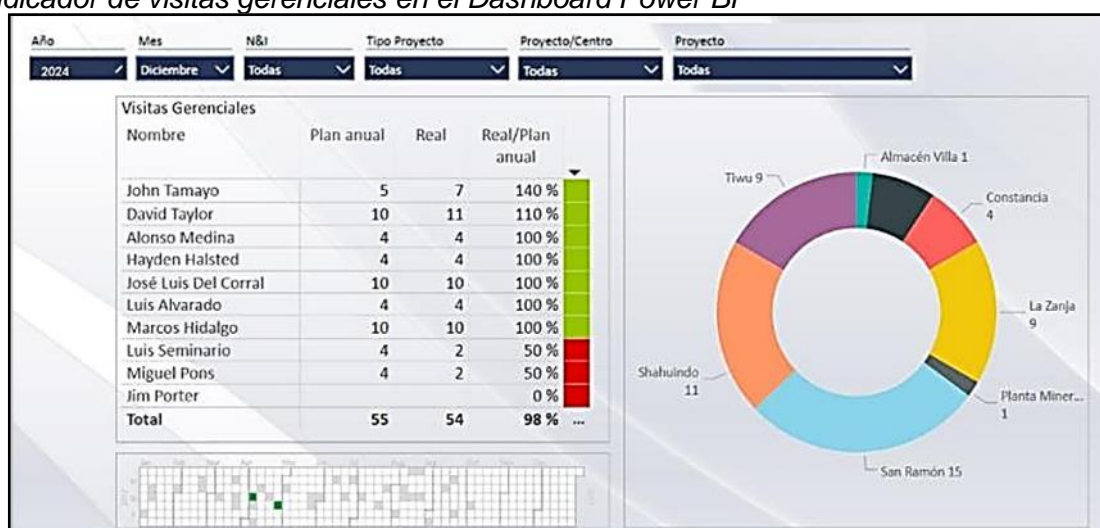 Indicador de visitas gerenciales en el Dashboard Power BI
Año Mes N&I Tipo Proyecto Proyecto/Centro Proyecto
2024 Diciembre Todas Todas Todas Todas
Visitas Gerenciales
Nombre Plan anual Real Real/Plan anual
John Tamayo 5 7 140 %
David Taylor 10 11 110 %
Alonso Medina 4 4 100 %
Hayden Halsted 4 4 100 %
José Luis Del Corral 10 10 100 %
Luis Alvarado 4 4 100 %
Marcos Hidalgo 10 10 100 %
Luis Seminario 4 2 50 %
Miguel Pons 4 2 50 %
Jim Porter 0 %
Total 55 54 98 % ...
Almacén Villa 1
Tiwu 9
Constancia
4
La Zanja
9
Shahuindo
11
Planta Miner...
1
San Ramón 15